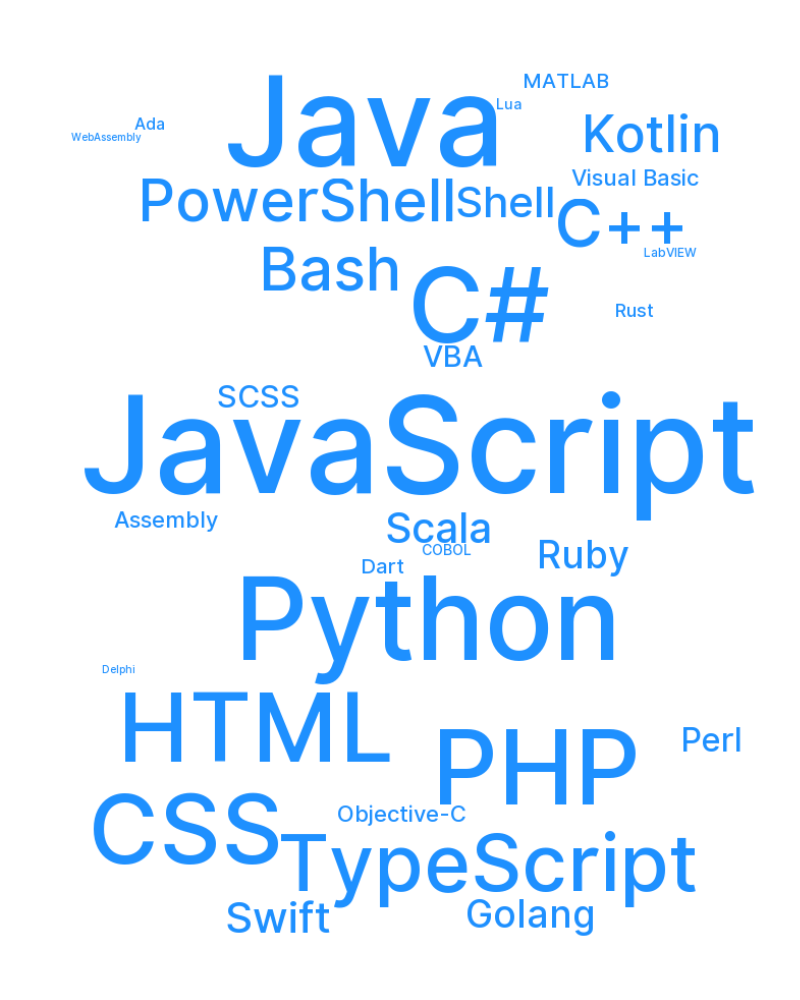 MATLAB
Java
Lua
Ada
WebAssembly
Kotlin
Visual Basic
PowerShell
Shell
C++
LabVIEW
Bash
C#
Rust
VBA
SCSS
JavaScript
Assembly
Scala
COBOL
Ruby
Dart
Python
Delphi
HTML
PHP
Perl
CSS
Objective-C
TypeScript
Swift
Golang